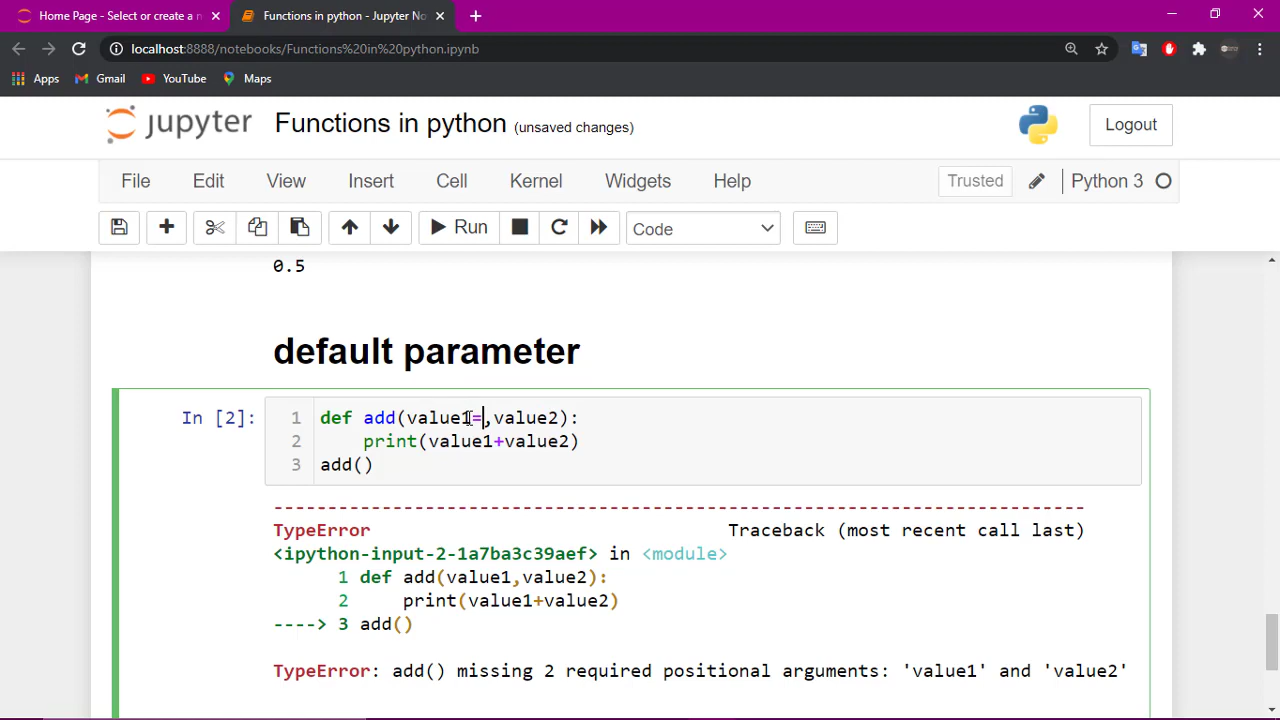 Home Page - Select or create a n
Functions in python - Jupyter No
localhost:8888/notebooks/Functions%20in%20python.ipynb
Apps Gmail YouTube Maps
jupyter Functions in python (unsaved changes) Logout
File Edit View Insert Cell Kernel Widgets Help Trusted Python 3
Run Code
0.5
default parameter
In [2]: 1 def add(value1=,value2):
2 print(value1+value2)
3 add()
---------------------------------------------------------------------------
TypeError Traceback (most recent call last)
<ipython-input-2-1a7ba3c39aef> in <module>
1 def add(value1,value2):
2 print(value1+value2)
----> 3 add()
TypeError: add() missing 2 required positional arguments: 'value1' and 'value2'